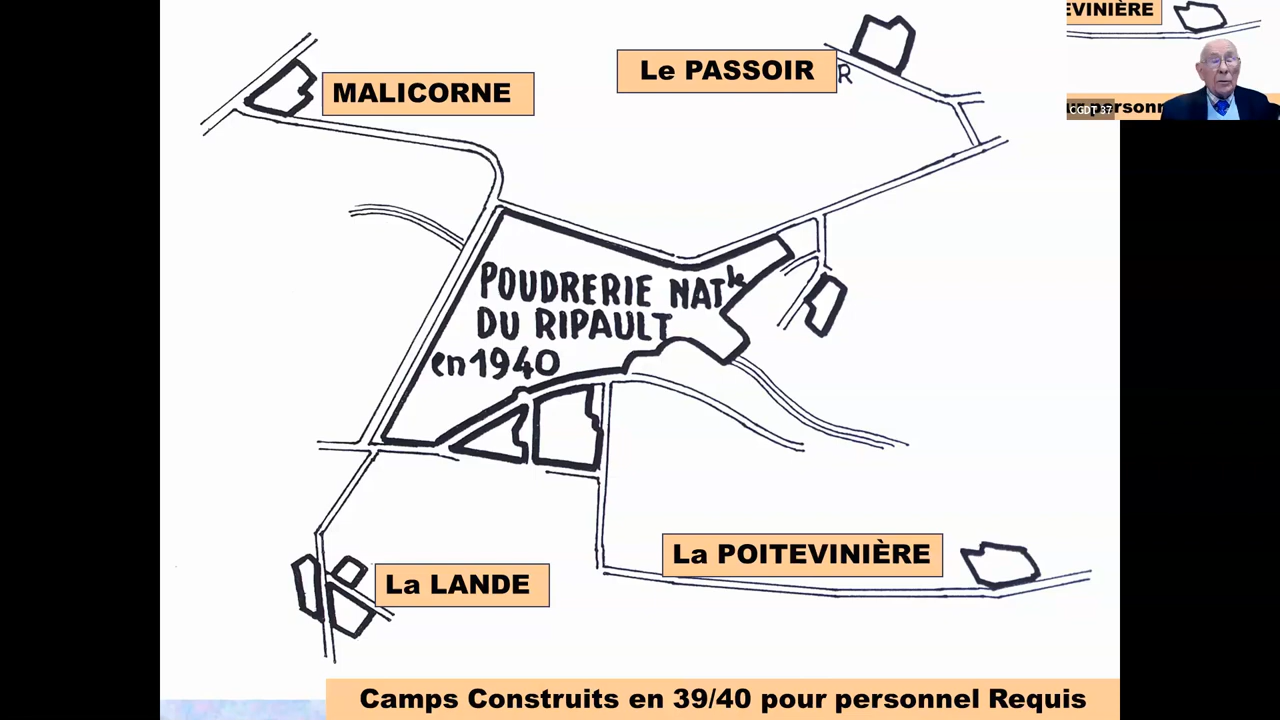 MALICORNE
Le PASSOIR
R
POUDRERIE NATle
DU RIPAULT
en 1940
La POITEVINIÈRE
La LANDE
Camps Construits en 39/40 pour personnel Requis
EVINIÈRE
personn
CGDT 37